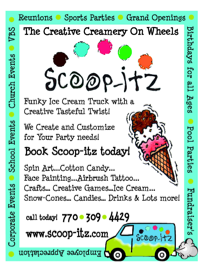 Reunions • Sports Parties • Grand Openings
Birthdays for all Ages • Pool Parties • Fundraiser's
Corporate Events • School Events • Church Events • VBS
Employee Appreciation
The Creative Creamery On Wheels
Scoop-itz
Funky Ice Cream Truck with a
Creative Tasteful Twist!
We Create and Customize
for Your Party needs!
Book Scoop-itz today!
Spin Art...Cotton Candy...
Face Painting...Airbrush Tattoo...
Crafts... Creative Games...Ice Cream...
Snow-Cones... Candies... Drinks & Lots more!
call today! 770 • 309 • 4429
www.scoop-itz.com
Scoop-itz